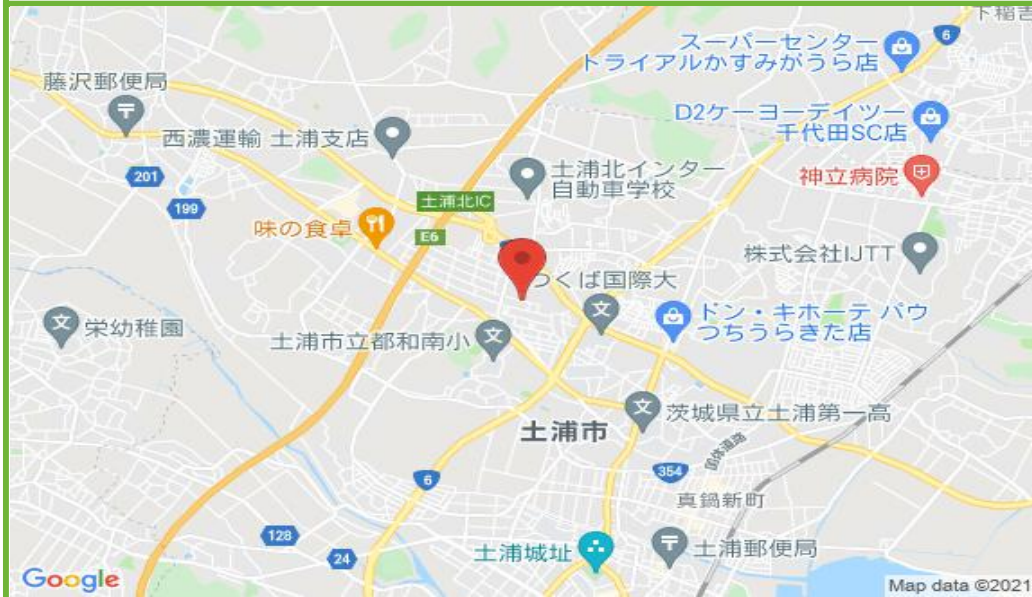 下稲吉
6
スーパーセンター
トライアルかすみがうら店
藤沢郵便局
D2ケーヨーデイツー
千代田SC店
西濃運輸 土浦支店
土浦北インター
自動車学校
神立病院
201
199
土浦北IC
味の食卓
E6
株式会社IJTT
つくば国際大
栄幼稚園
ドン・キホーテ パウ
つちうらきた店
土浦市立都和南小
茨城県立土浦第一高
土浦市
国体道路
6
354
真鍋新町
128
24
土浦城址
土浦郵便局
Google
Map data ©2021